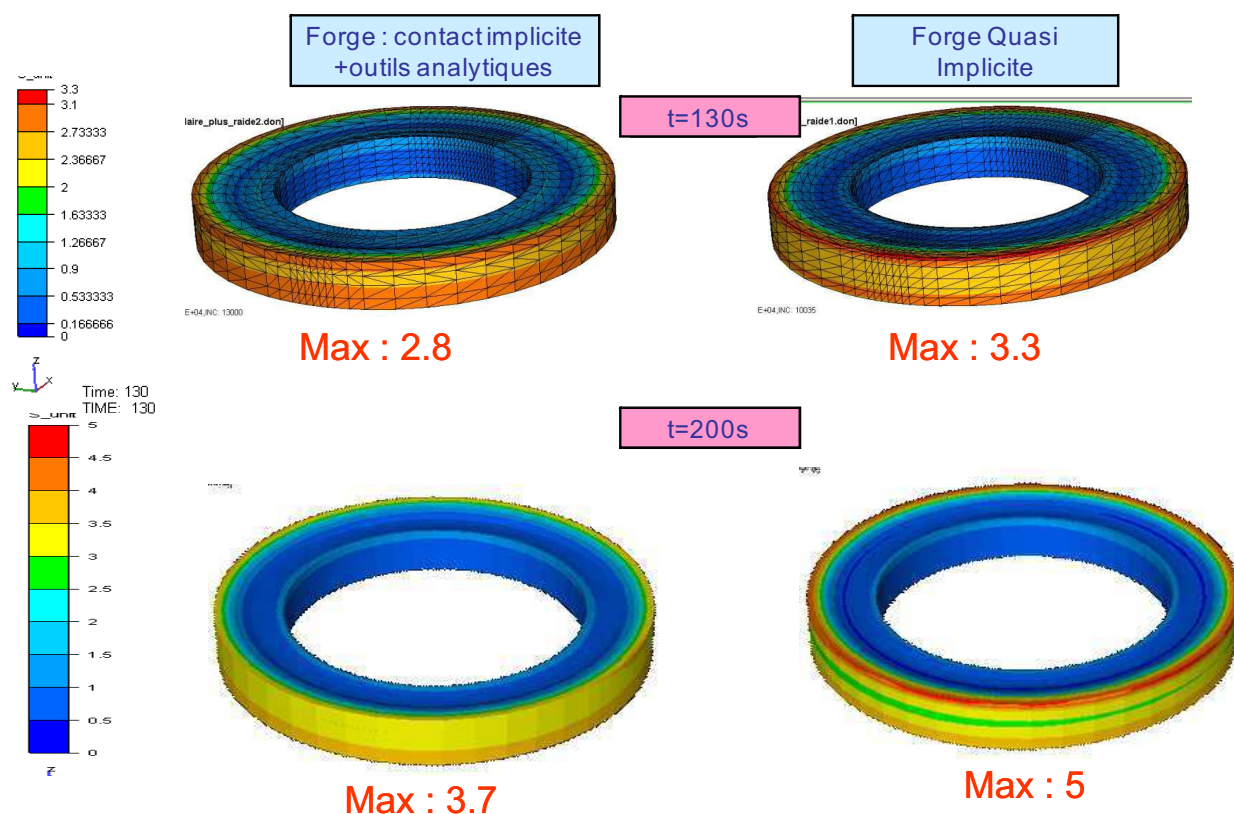 Forge : contact implicite
+outils analytiques
Forge Quasi
Implicite
t=130s
3.3
3.1
2.73333
2.36667
2
1.63333
1.26667
0.9
0.533333
0.166666
0
laire_plus_raide2.don]
_raide1.don]
E+04,INC: 13000
E+04,INC: 10035
Max : 2.8
Max : 3.3
z
y
x
Time: 130
TIME: 130
t=200s
S_unit
5
4.5
4
3.5
3
2.5
2
1.5
1
0.5
0
z
Max : 3.7
Max : 5